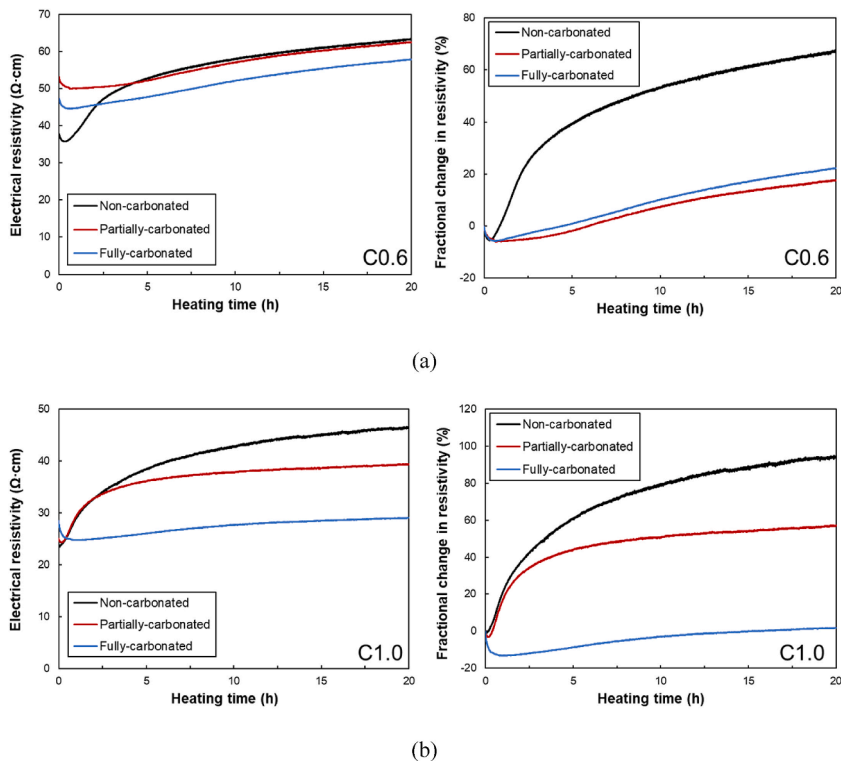 Electrical resistivity (Ω·cm)
70
60
50
40
30
20
10
0
Non-carbonated
Partially-carbonated
Fully-carbonated
C0.6
0 5 10 15 20
Heating time (h)
Fractional change in resistivity (%)
80
60
40
20
0
-20
Non-carbonated
Partially-carbonated
Fully-carbonated
C0.6
0 5 10 15 20
Heating time (h)
(a)
Electrical resistivity (Ω·cm)
50
40
30
20
10
0
Non-carbonated
Partially-carbonated
Fully-carbonated
C1.0
0 5 10 15 20
Heating time (h)
Fractional change in resistivity (%)
120
100
80
60
40
20
0
-20
Non-carbonated
Partially-carbonated
Fully-carbonated
C1.0
0 5 10 15 20
Heating time (h)
(b)